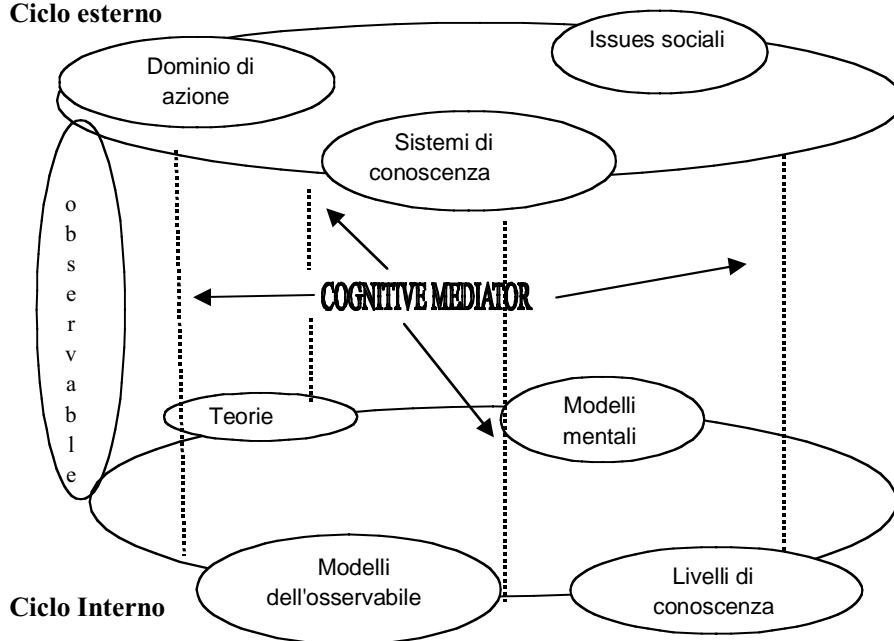 Ciclo esterno
Issues sociali
Dominio di
azione
Sistemi di
conoscenza
observable
COGNITIVE MEDIATOR
Teorie
Modelli
mentali
Modelli
dell'osservabile
Livelli di
conoscenza
Ciclo Interno